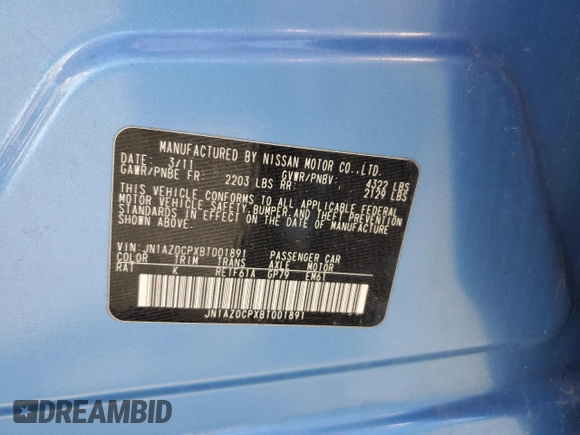 MANUFACTURED BY NISSAN MOTOR CO.,LTD.
DATE: 3/11 GVWR/PNBV: 4322 LBS
GAWR/PNBE FR: 2203 LBS RR: 2129 LBS
THIS VEHICLE CONFORMS TO ALL APPLICABLE FEDERAL
MOTOR VEHICLE SAFETY,BUMPER,AND THEFT PREVENTION
STANDARDS IN EFFECT ON THE DATE OF MANUFACTURE
SHOWN ABOVE.
VIN: JN1AZ0CPXBT001891 PASSENGER CAR
COLOR TRIM TRANS AXLE MOTOR
RAT K RE1F61A GP79 EM61
JN1AZ0CPXBT001891
DREAMBID